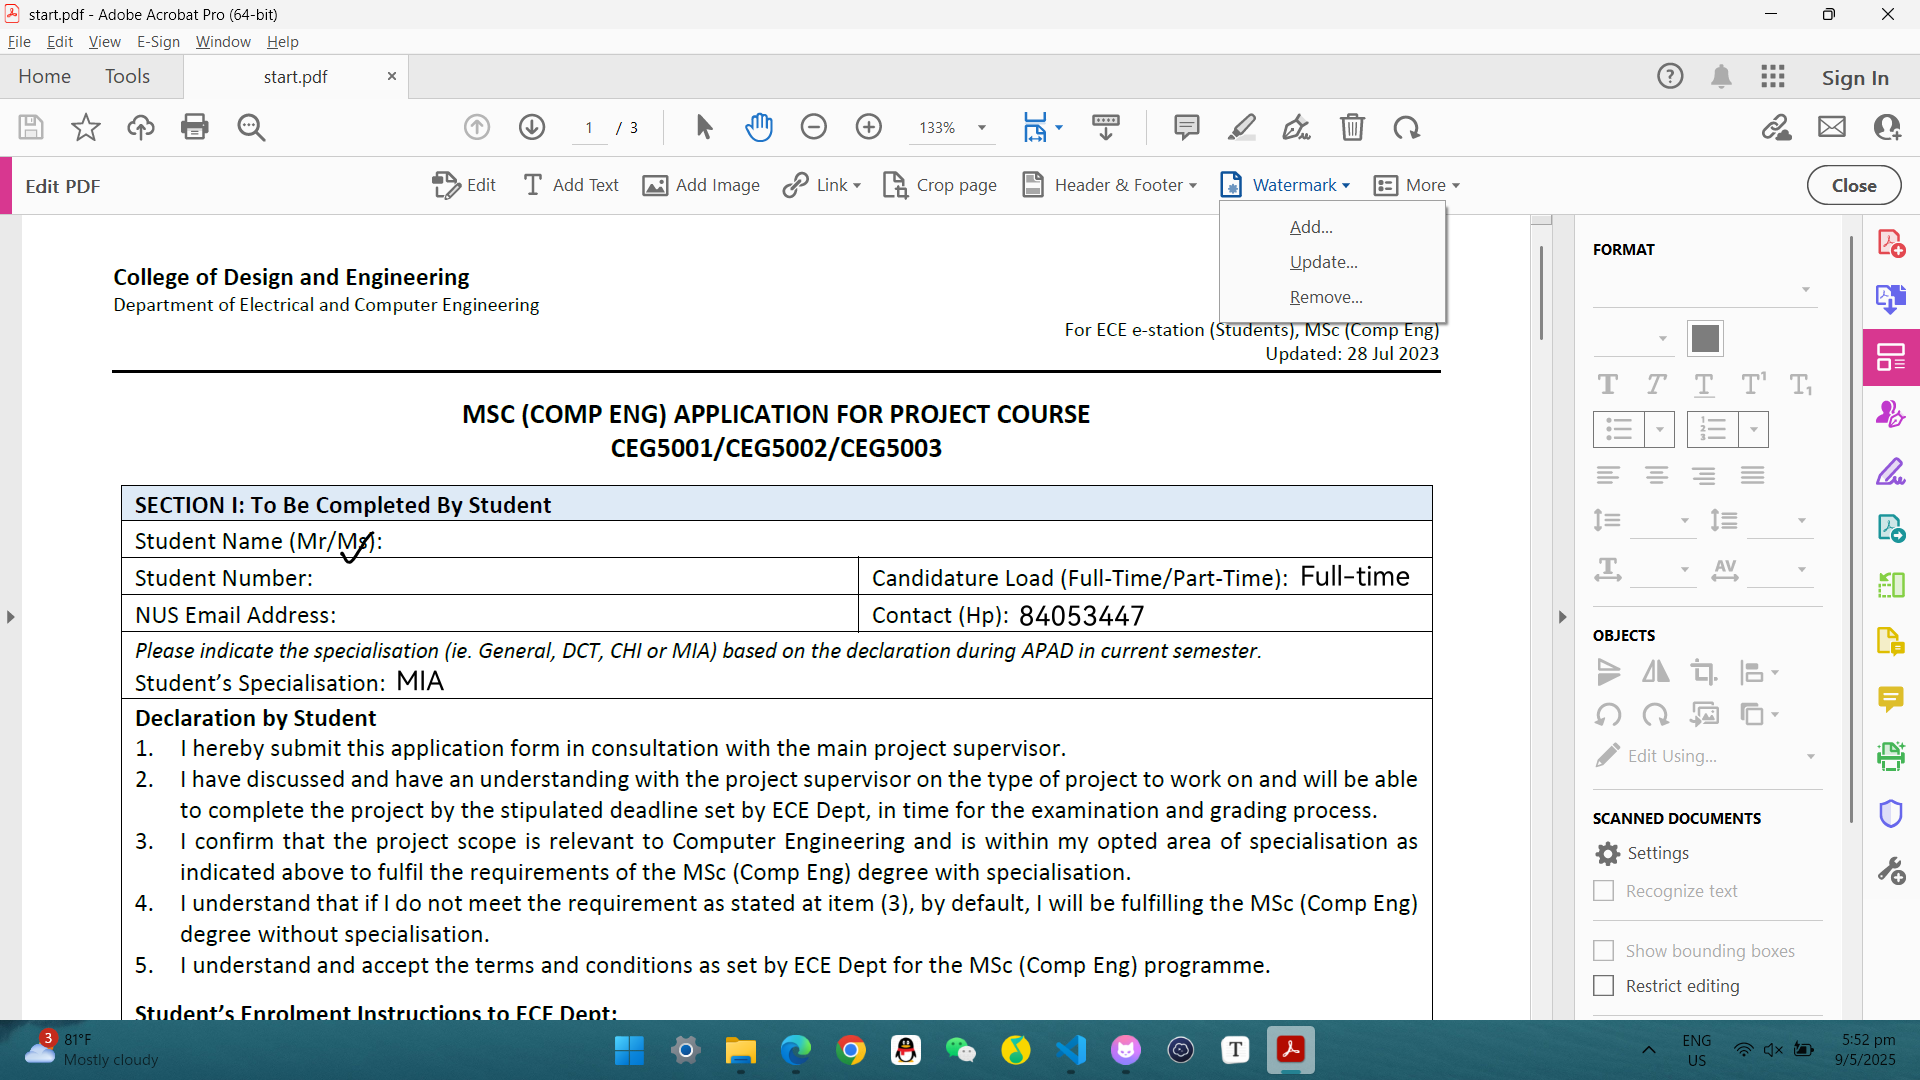 start.pdf - Adobe Acrobat Pro (64-bit)
File Edit View E-Sign Window Help
Home Tools start.pdf Sign In
1 / 3 133%
Edit PDF Edit Add Text Add Image Link Crop page Header & Footer Watermark More Close
Add...
Update...
Remove...
College of Design and Engineering
Department of Electrical and Computer Engineering
For ECE e-station (Students), MSc (Comp Eng)
Updated: 28 Jul 2023
MSC (COMP ENG) APPLICATION FOR PROJECT COURSE
CEG5001/CEG5002/CEG5003
SECTION I: To Be Completed By Student
Student Name (Mr/Ms):
Student Number:
Candidature Load (Full-Time/Part-Time): Full-time
NUS Email Address:
Contact (Hp): 84053447
Please indicate the specialisation (ie. General, DCT, CHI or MIA) based on the declaration during APAD in current semester.
Student's Specialisation: MIA
Declaration by Student
1. I hereby submit this application form in consultation with the main project supervisor.
2. I have discussed and have an understanding with the project supervisor on the type of project to work on and will be able
to complete the project by the stipulated deadline set by ECE Dept, in time for the examination and grading process.
3. I confirm that the project scope is relevant to Computer Engineering and is within my opted area of specialisation as
indicated above to fulfil the requirements of the MSc (Comp Eng) degree with specialisation.
4. I understand that if I do not meet the requirement as stated at item (3), by default, I will be fulfilling the MSc (Comp Eng)
degree without specialisation.
5. I understand and accept the terms and conditions as set by ECE Dept for the MSc (Comp Eng) programme.
Student's Enrolment Instructions to ECE Dept:
FORMAT
OBJECTS
Edit Using...
SCANNED DOCUMENTS
Settings
Recognize text
Show bounding boxes
Restrict editing
3
81°F
Mostly cloudy
ENG
US
5:52 pm
9/5/2025